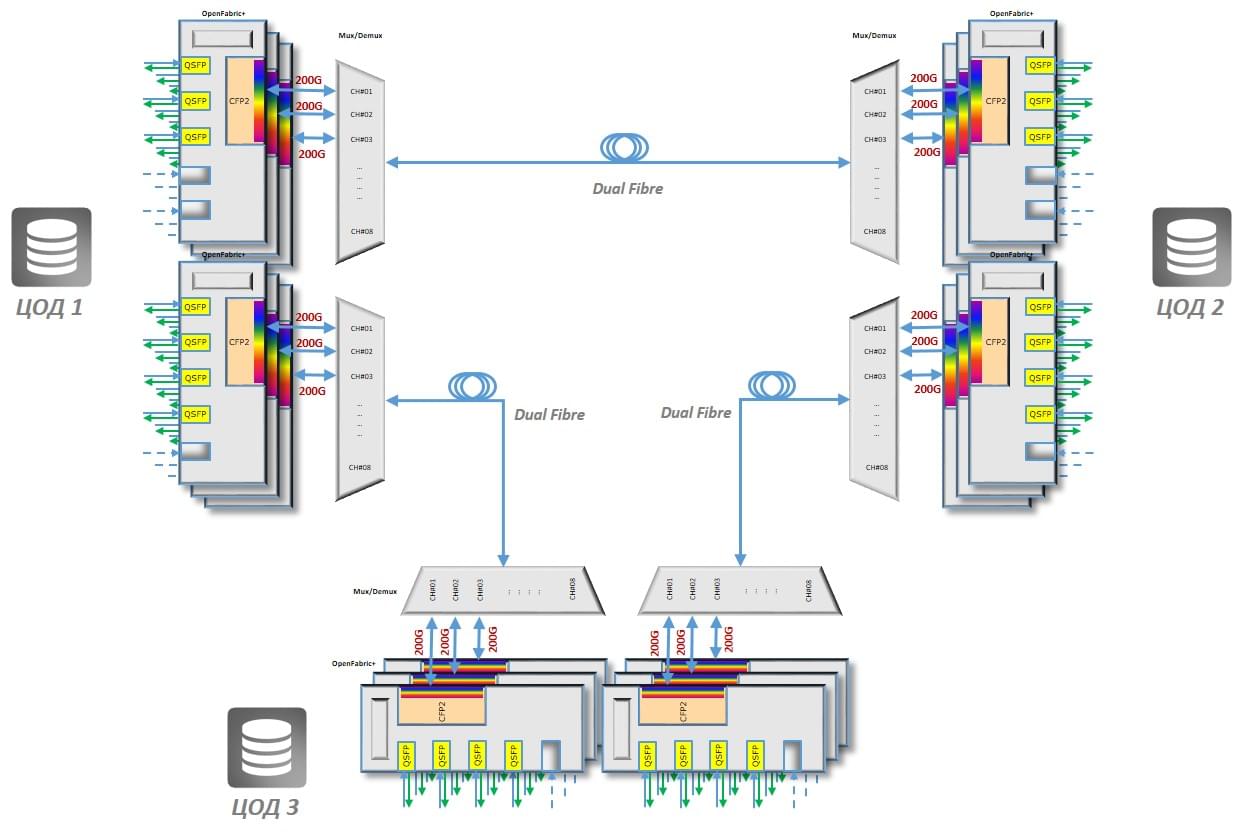 OpenFabric+
OpenFabric+
Mux/Demux
Mux/Demux
QSFP
QSFP
QSFP
CFP2
200G
200G
200G
CH#01
CH#02
CH#03
....
CH#08
Dual Fibre
CH#01
CH#02
CH#03
....
CH#08
200G
200G
200G
CFP2
QSFP
QSFP
QSFP
ЦОД 1
ЦОД 2
OpenFabric+
OpenFabric+
QSFP
QSFP
QSFP
QSFP
CFP2
200G
200G
200G
CH#01
CH#02
CH#03
....
CH#08
Dual Fibre
Dual Fibre
CH#01
CH#02
CH#03
....
CH#08
200G
200G
200G
CFP2
QSFP
QSFP
QSFP
QSFP
Mux/Demux
CH#01
CH#02
CH#03
....
CH#08
CH#01
CH#02
CH#03
....
CH#08
200G
200G
200G
200G
200G
200G
OpenFabric+
CFP2
CFP2
QSFP
QSFP
QSFP
QSFP
QSFP
QSFP
QSFP
QSFP
ЦОД 3